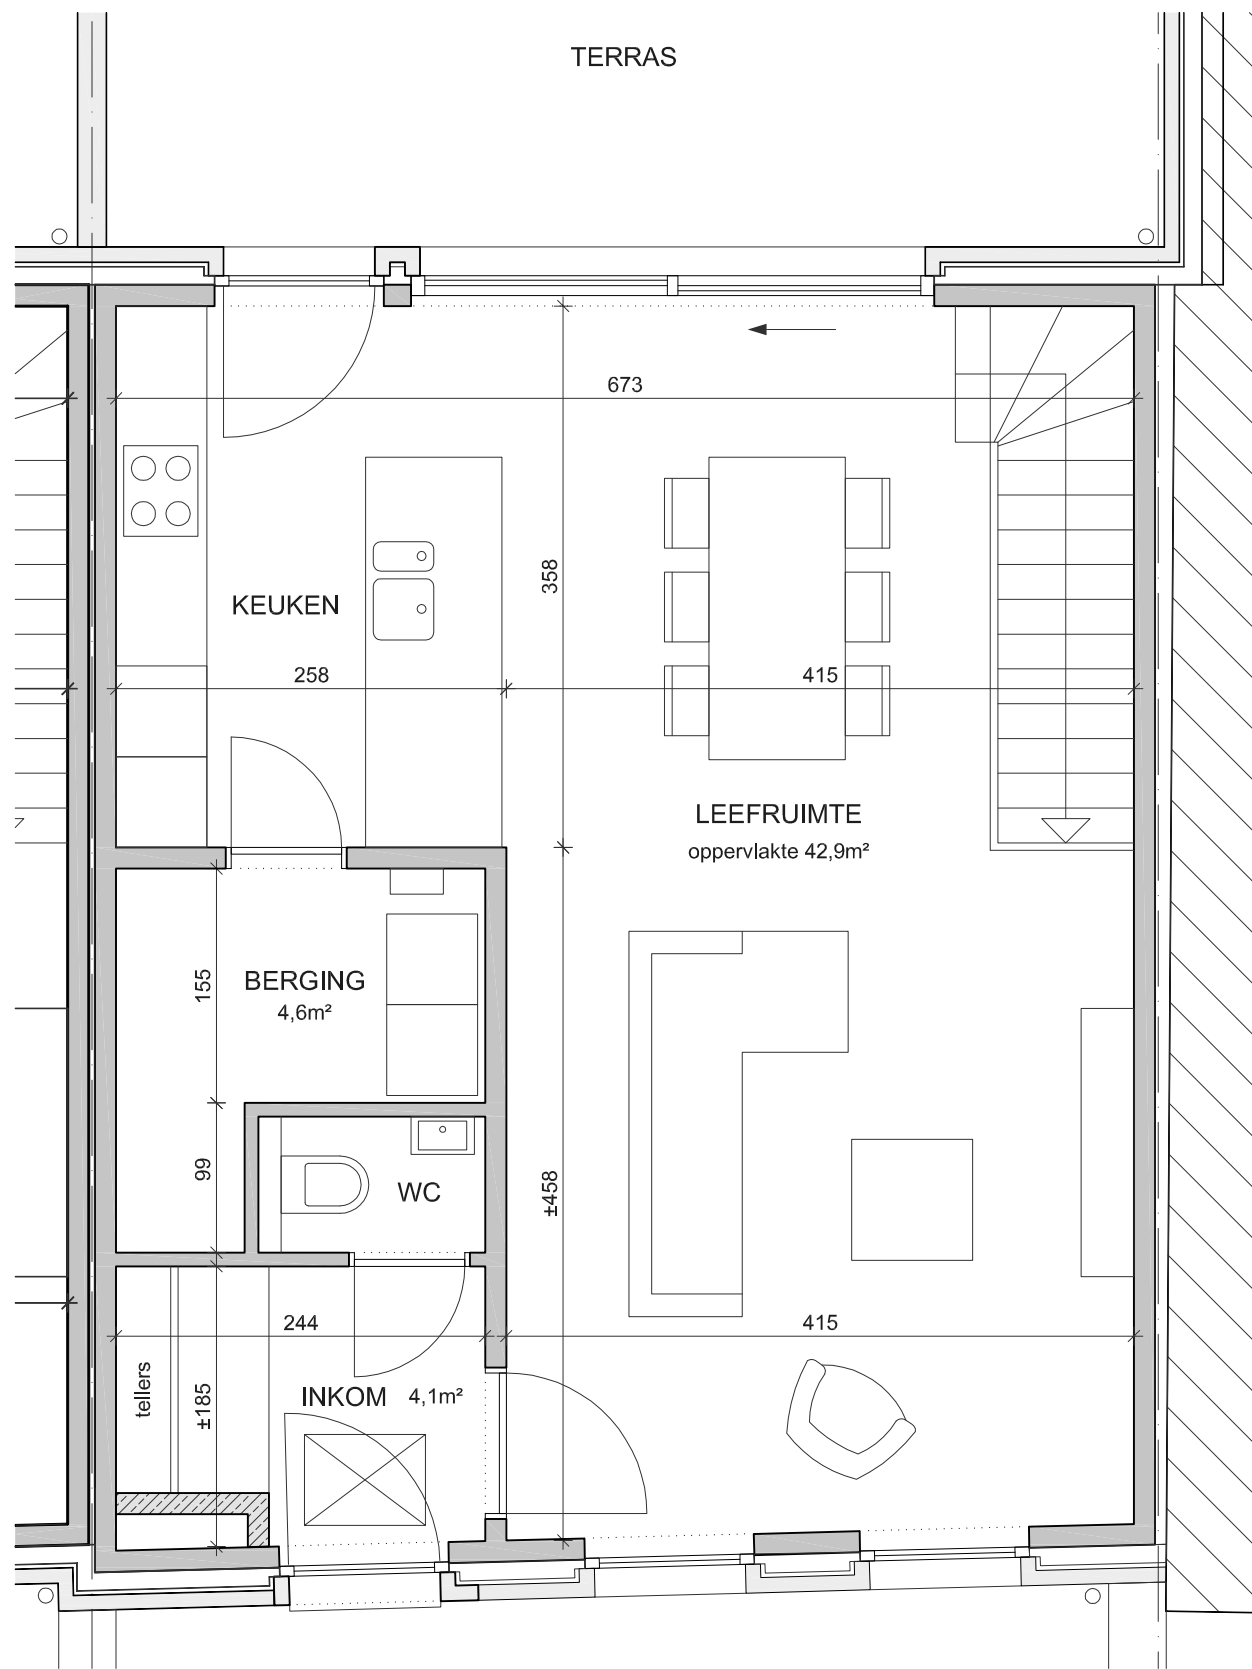 TERRAS
673
358
KEUKEN
258
415
LEEFRUIMTE
oppervlakte 42,9m²
155
BERGING
4,6m²
99
WC
±458
244
415
tellers
±185
INKOM 4,1m²